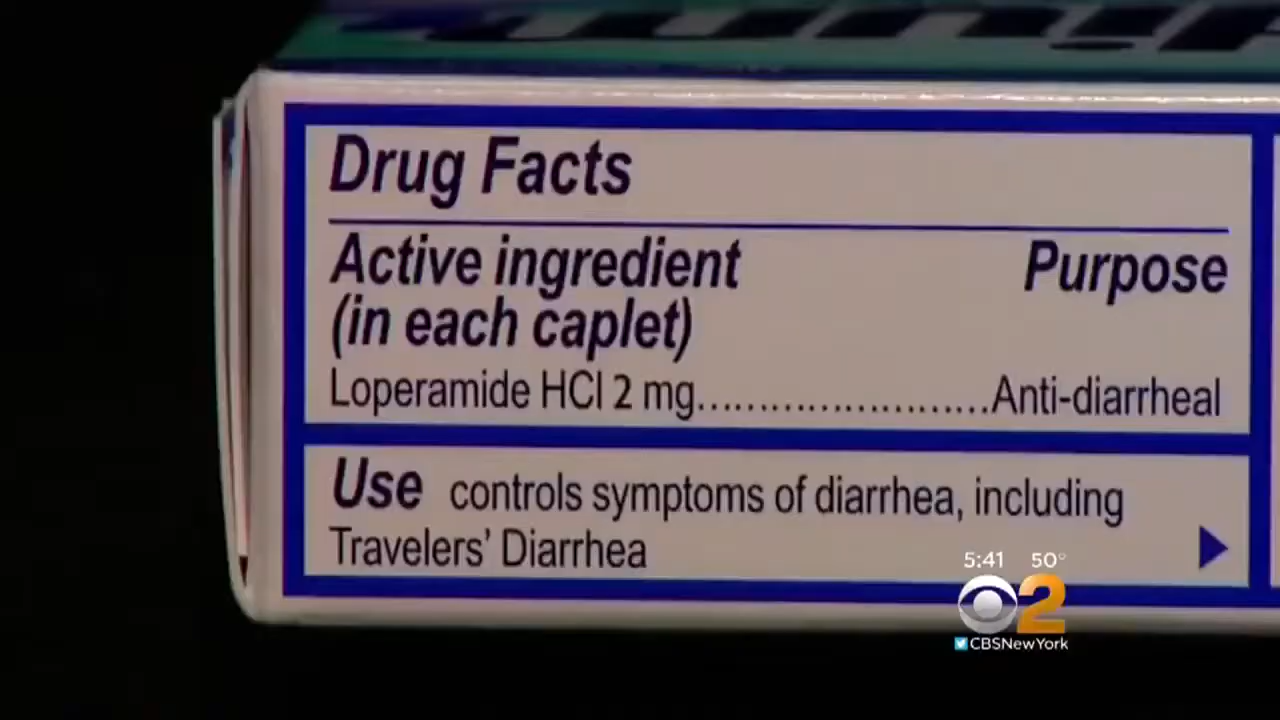 Drug Facts
Active ingredient Purpose
(in each caplet)
Loperamide HCl 2 mg........................Anti-diarrheal
Use controls symptoms of diarrhea, including
Travelers’ Diarrhea
5:41 50°
2
CBSNewYork